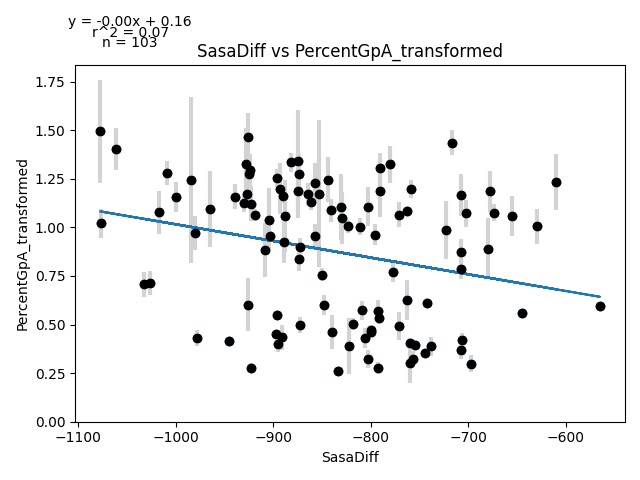 y = -0.00x + 0.16
r^2 = 0.07
n = 103
SasaDiff vs PercentGpA_transformed
PercentGpA_transformed
1.75
1.50
1.25
1.00
0.75
0.50
0.25
0.00
−1100 −1000 −900 −800 −700 −600
SasaDiff